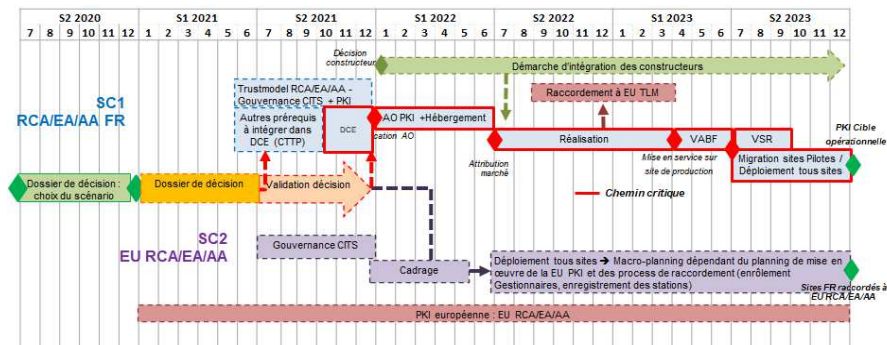 S2 2020 S1 2021 S2 2021 S1 2022 S2 2022 S1 2023 S2 2023
7 8 9 10 11 12 1 2 3 4 5 6 7 8 9 10 11 12 1 2 3 4 5 6 7 8 9 10 11 12 1 2 3 4 5 6 7 8 9 10 11 12
Décision
constructeur
Démarche d'intégration des constructeurs
SC1
RCA/EA/AA FR
Trustmodel RCA/EA/AA -
Gouvernance CITS + PKI
Raccordement à EU TLM
Autres prérequis
à intégrer dans
DCE (CTTP)
DCE
AO PKI +Hébergement
cation AO
Réalisation
VABF
VSR
PKI Cible
opérationnelle
Attribution
marché
Mise en service sur
site de production
Migration sites Pilotes /
Déploiement tous sites
Dossier de décision :
choix du scénario
Dossier de décision
Validation décision
Chemin critique
SC2
EU RCA/EA/AA
Gouvernance CITS
Cadrage
Déploiement tous sites → Macro-planning dépendant du planning de mise en
œuvre de la EU PKI et des process de raccordement (enrôlement
Gestionnaires, enregistrement des stations)
Sites FR raccordés à
EU RCA/EA/AA
PKI européenne : EU RCA/EA/AA